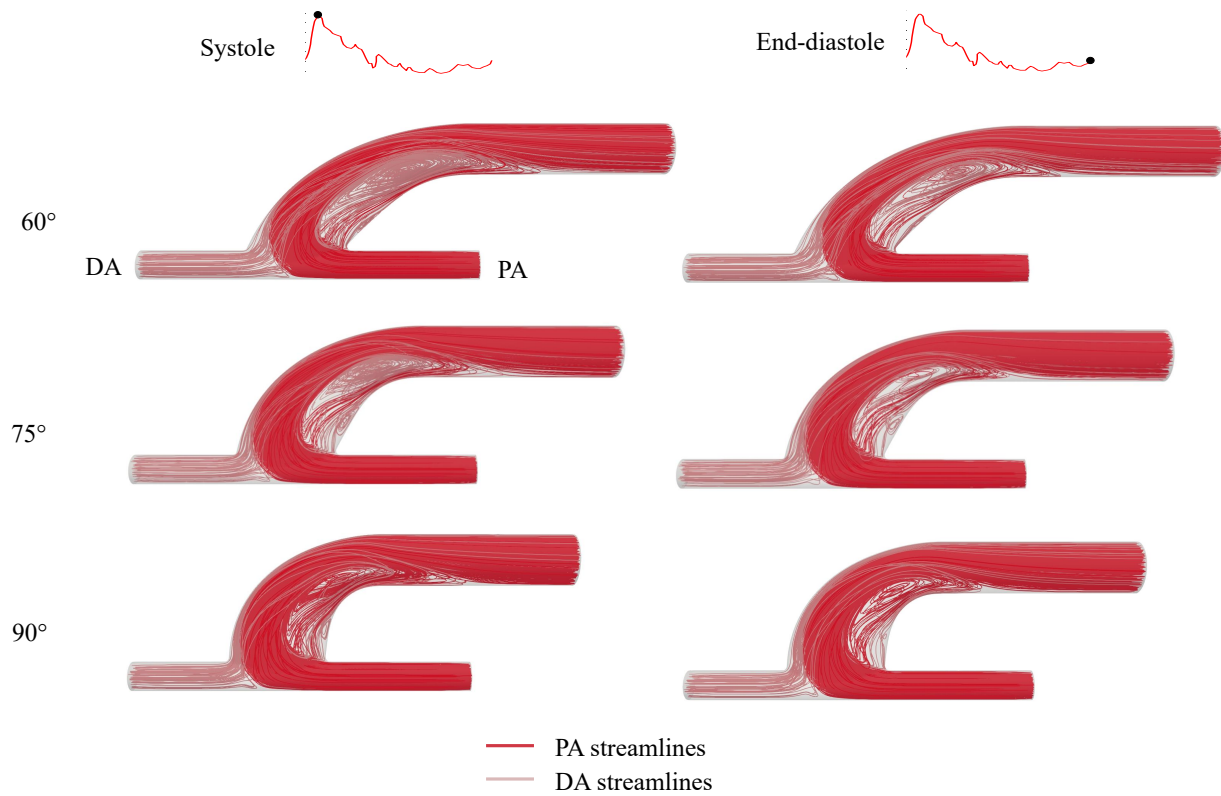 Systole
End-diastole
60°
DA
PA
75°
90°
PA streamlines
DA streamlines